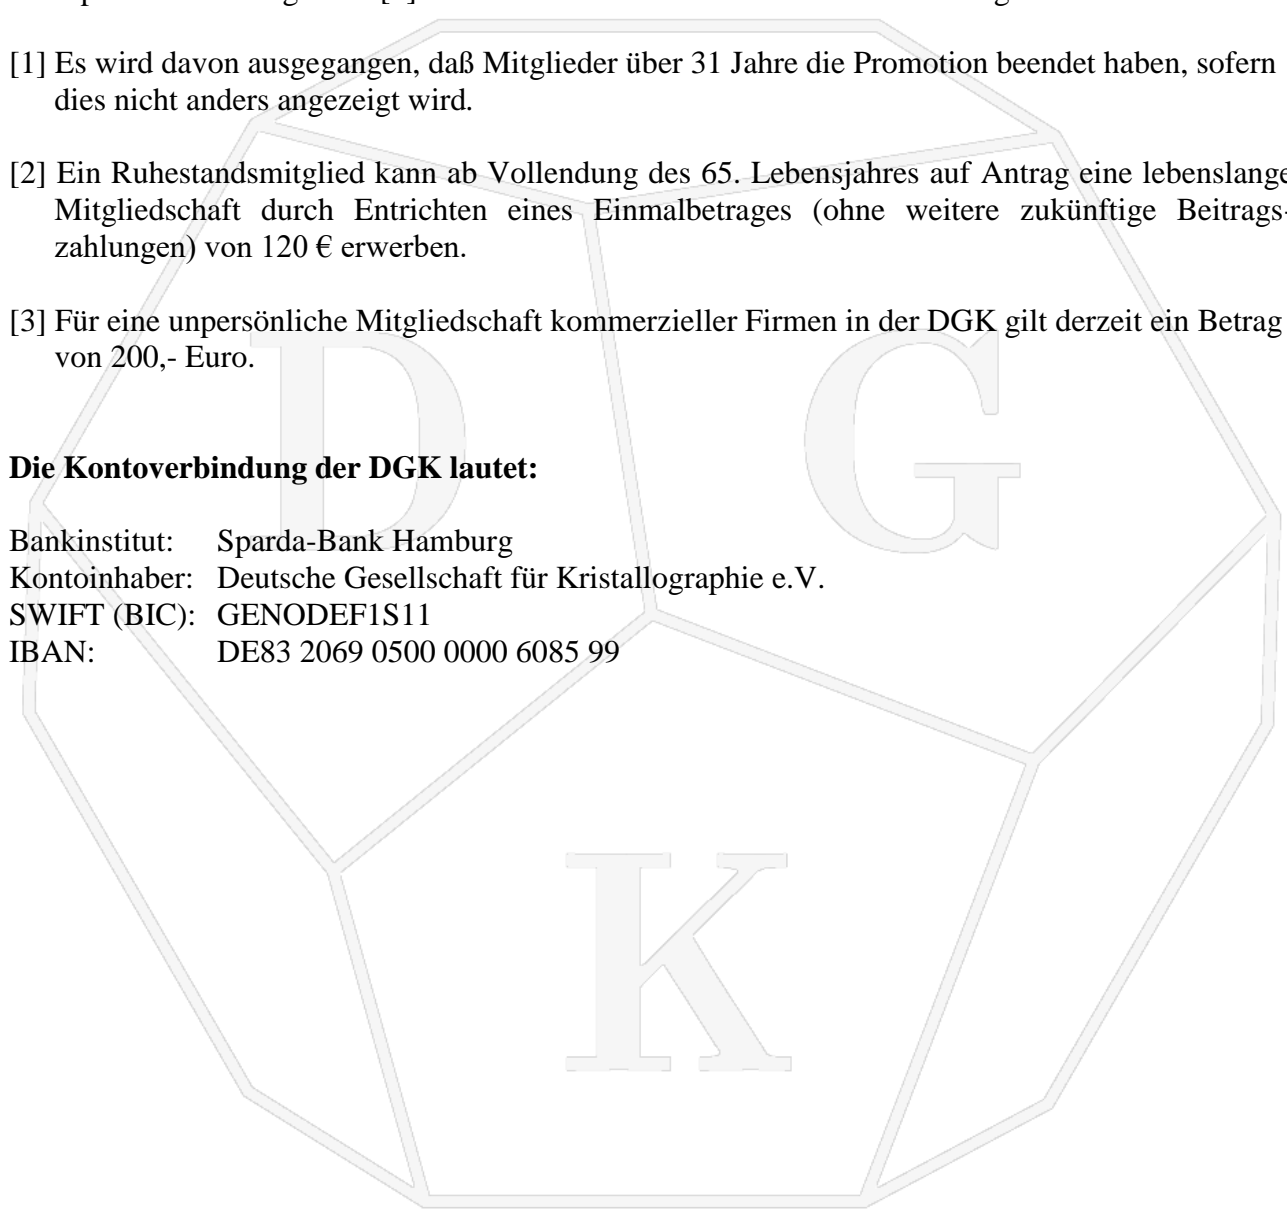 [1] Es wird davon ausgegangen, daß Mitglieder über 31 Jahre die Promotion beendet haben, sofern
dies nicht anders angezeigt wird.
[2] Ein Ruhestandsmitglied kann ab Vollendung des 65. Lebensjahres auf Antrag eine lebenslange
Mitgliedschaft durch Entrichten eines Einmalbetrages (ohne weitere zukünftige Beitrags-
zahlungen) von 120 € erwerben.
[3] Für eine unpersönliche Mitgliedschaft kommerzieller Firmen in der DGK gilt derzeit ein Betrag
von 200,- Euro.
D G
Die Kontoverbindung der DGK lautet:
Bankinstitut: Sparda-Bank Hamburg
Kontoinhaber: Deutsche Gesellschaft für Kristallographie e.V.
SWIFT (BIC): GENODEF1S11
IBAN: DE83 2069 0500 0000 6085 99
K